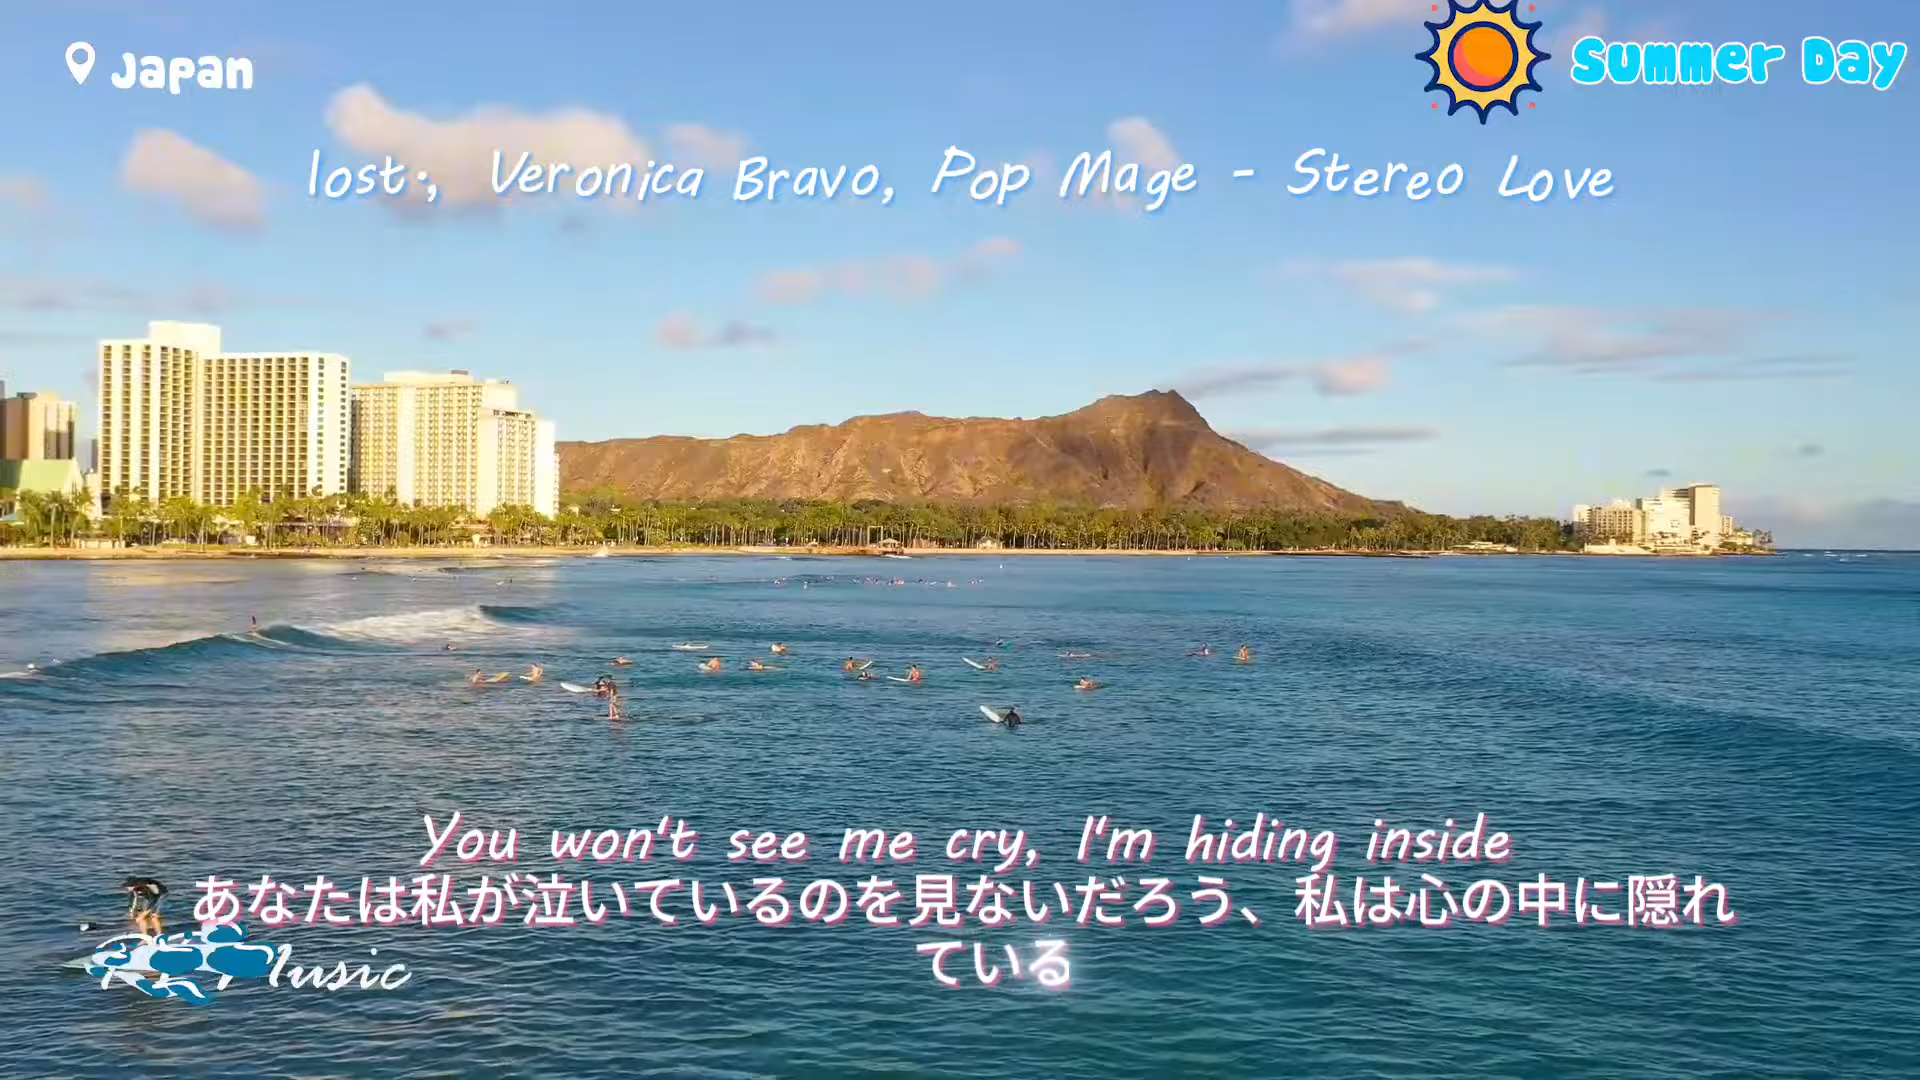 Japan
Summer Day
lost., Veronica Bravo, Pop Mage - Stereo Love
You won't see me cry, I'm hiding inside
あなたは私が泣いているのを見ないだろう、私は心の中に隠れ
ている
Music